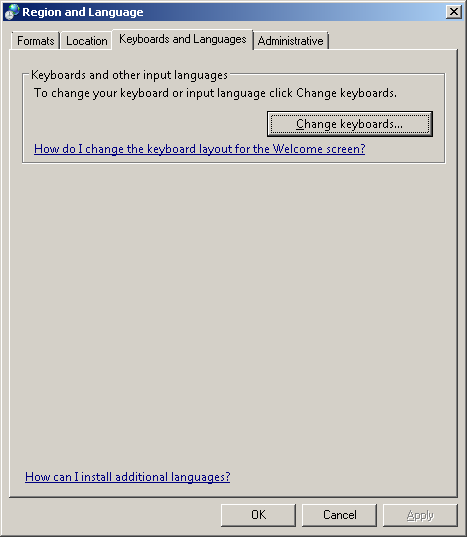 Region and Language
Formats Location Keyboards and Languages Administrative
Keyboards and other input languages
To change your keyboard or input language click Change keyboards.
Change keyboards...
How do I change the keyboard layout for the Welcome screen?
How can I install additional languages?
OK Cancel Apply